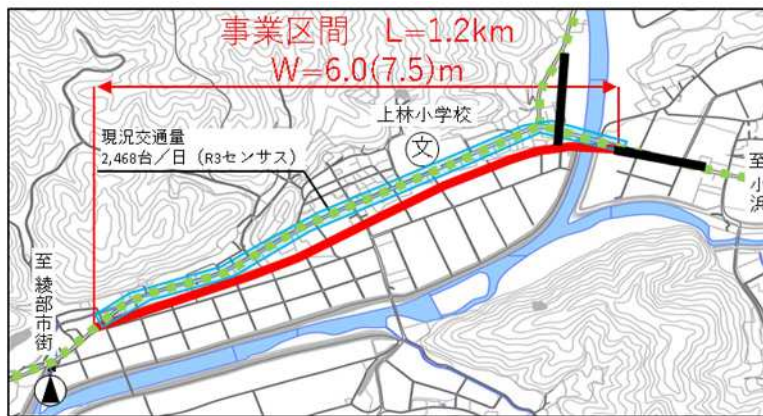 事業区間 L=1.2km
W=6.0(7.5)m
上林小学校
文
現況交通量
2,468台/日（R3センサス）
至 小浜
至 綾部市街